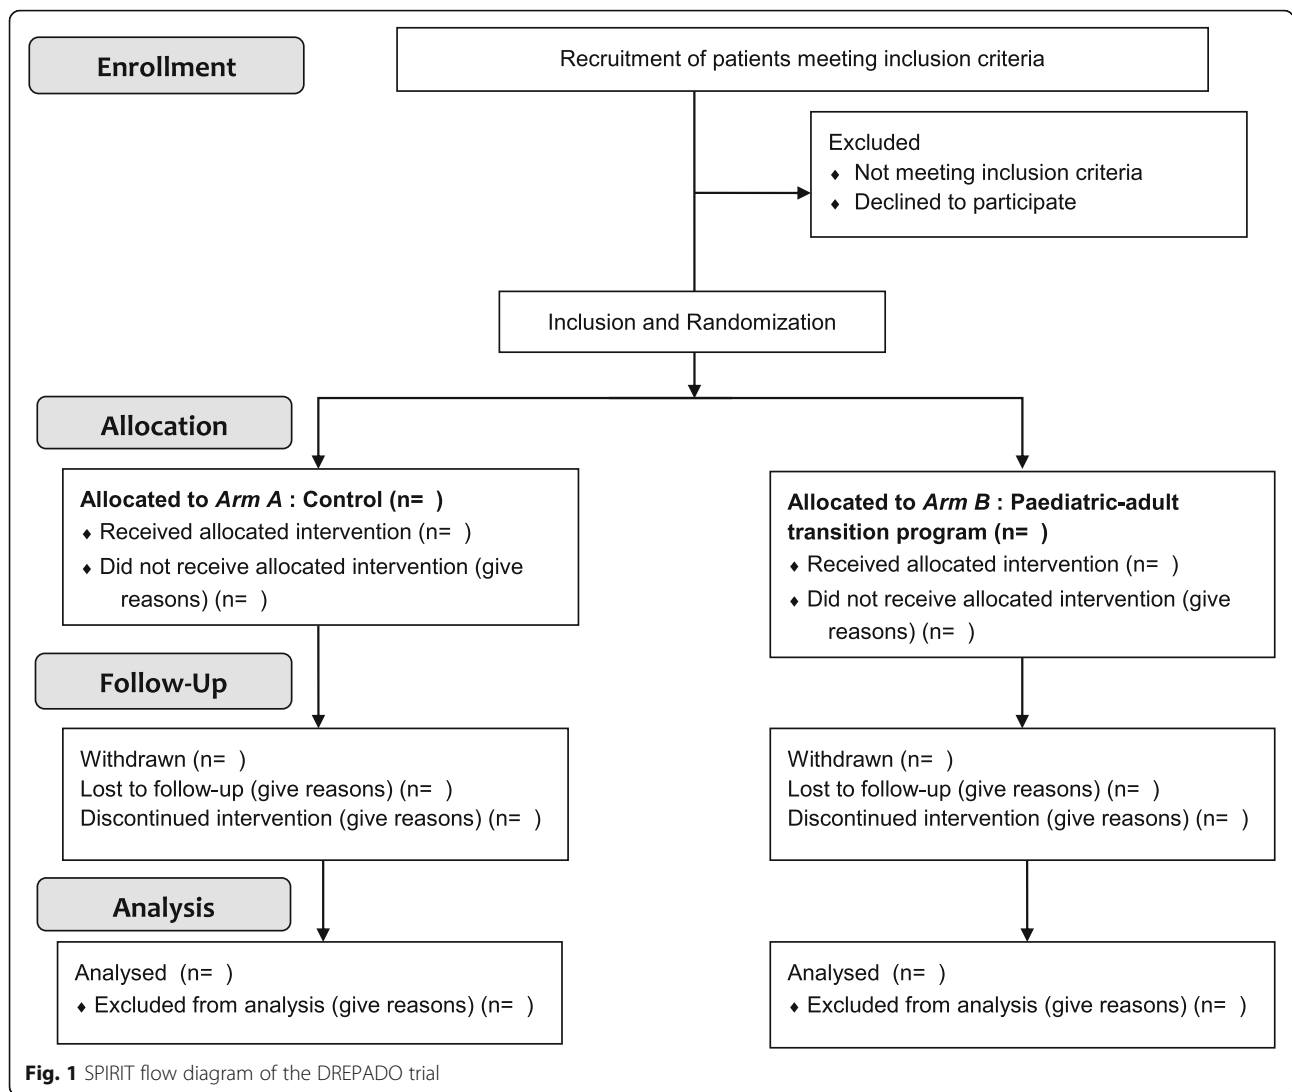 Enrollment
Recruitment of patients meeting inclusion criteria
Excluded
♦ Not meeting inclusion criteria
♦ Declined to participate
Inclusion and Randomization
Allocation
Allocated to Arm A : Control (n=  )
♦ Received allocated intervention (n=  )
♦ Did not receive allocated intervention (give
reasons) (n=  )
Allocated to Arm B : Paediatric-adult
transition program (n=  )
♦ Received allocated intervention (n=  )
♦ Did not receive allocated intervention (give
reasons) (n=  )
Follow-Up
Withdrawn (n=  )
Lost to follow-up (give reasons) (n=  )
Discontinued intervention (give reasons) (n=  )
Withdrawn (n=  )
Lost to follow-up (give reasons) (n=  )
Discontinued intervention (give reasons) (n=  )
Analysis
Analysed  (n=  )
♦ Excluded from analysis (give reasons) (n=  )
Analysed  (n=  )
♦ Excluded from analysis (give reasons) (n=  )
Fig. 1 SPIRIT flow diagram of the DREPADO trial